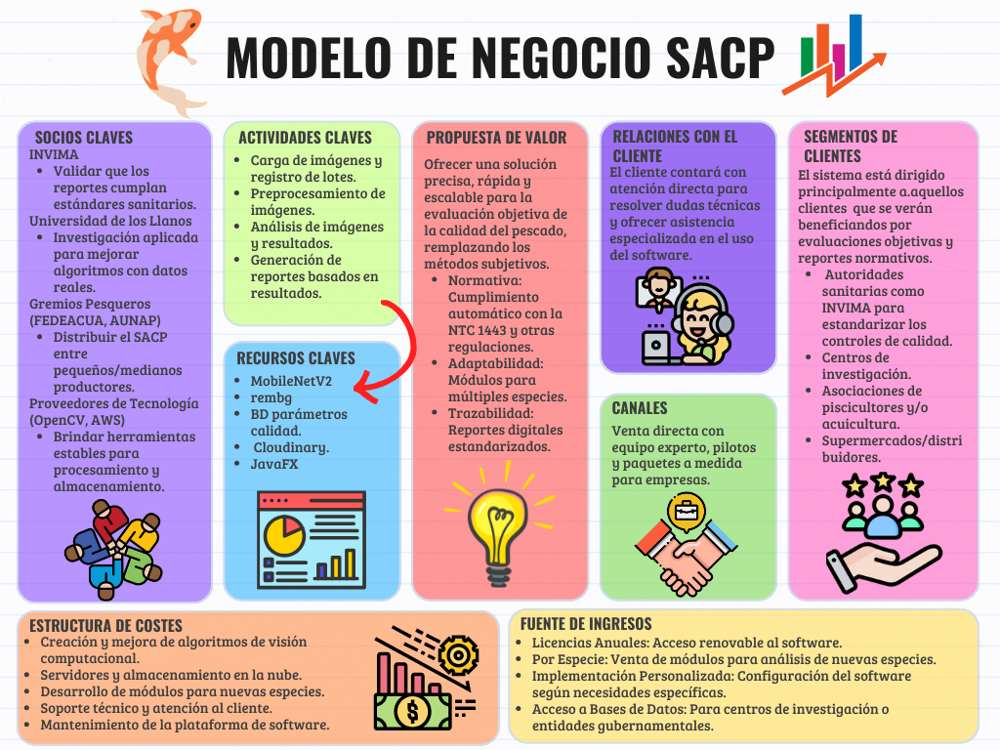 MODELO DE NEGOCIO SACP
SOCIOS CLAVES
INVIMA
• Validar que los
reportes cumplan
estándares sanitarios.
Universidad de los Llanos
• Investigación aplicada
para mejorar
algoritmos con datos
reales.
Gremios Pesqueros
(FEDEACUA, AUNAP)
• Distribuir el SACP
entre
pequeños/medianos
productores.
Proveedores de Tecnología
(OpenCV, AWS)
• Brindar herramientas
estables para
procesamiento y
almacenamiento.
ACTIVIDADES CLAVES
• Carga de imágenes y
registro de lotes.
• Preprocesamiento de
imágenes.
• Análisis de imágenes
y resultados.
• Generación de
reportes basados en
resultados.
RECURSOS CLAVES
• MobileNetV2
• rembg
• BD parámetros
calidad.
• Cloudinary.
• JavaFX
PROPUESTA DE VALOR
Ofrecer una solución
precisa, rápida y
escalable para la
evaluación objetiva de
la calidad del pescado,
remplazando los
métodos subjetivos.
• Normativa:
Cumplimiento
automático con la
NTC 1443 y otras
regulaciones.
• Adaptabilidad:
Módulos para
múltiples especies.
• Trazabilidad:
Reportes digitales
estandarizados.
RELACIONES CON EL
CLIENTE
El cliente contará con
atención directa para
resolver dudas técnicas
y ofrecer asistencia
especializada en el uso
del software.
CANALES
Venta directa con
equipo experto, pilotos
y paquetes a medida
para empresas.
SEGMENTOS DE
CLIENTES
El sistema está dirigido
principalmente a.aquellos
clientes que se verán
beneficiandos por
evaluaciones objetivas y
reportes normativos.
• Autoridades
sanitarias como
INVIMA para
estandarizar los
controles de calidad.
• Centros de
investigación.
• Asociaciones de
piscicultores y/o
acuicultura.
• Supermercados/distri
buidores.
ESTRUCTURA DE COSTES
• Creación y mejora de algoritmos de visión
computacional.
• Servidores y almacenamiento en la nube.
• Desarrollo de módulos para nuevas especies.
• Soporte técnico y atención al cliente.
• Mantenimiento de la plataforma de software.
$
FUENTE DE INGRESOS
• Licencias Anuales: Acceso renovable al software.
• Por Especie: Venta de módulos para análisis de nuevas especies.
• Implementación Personalizada: Configuración del software
según necesidades específicas.
• Acceso a Bases de Datos: Para centros de investigación o
entidades gubernamentales.